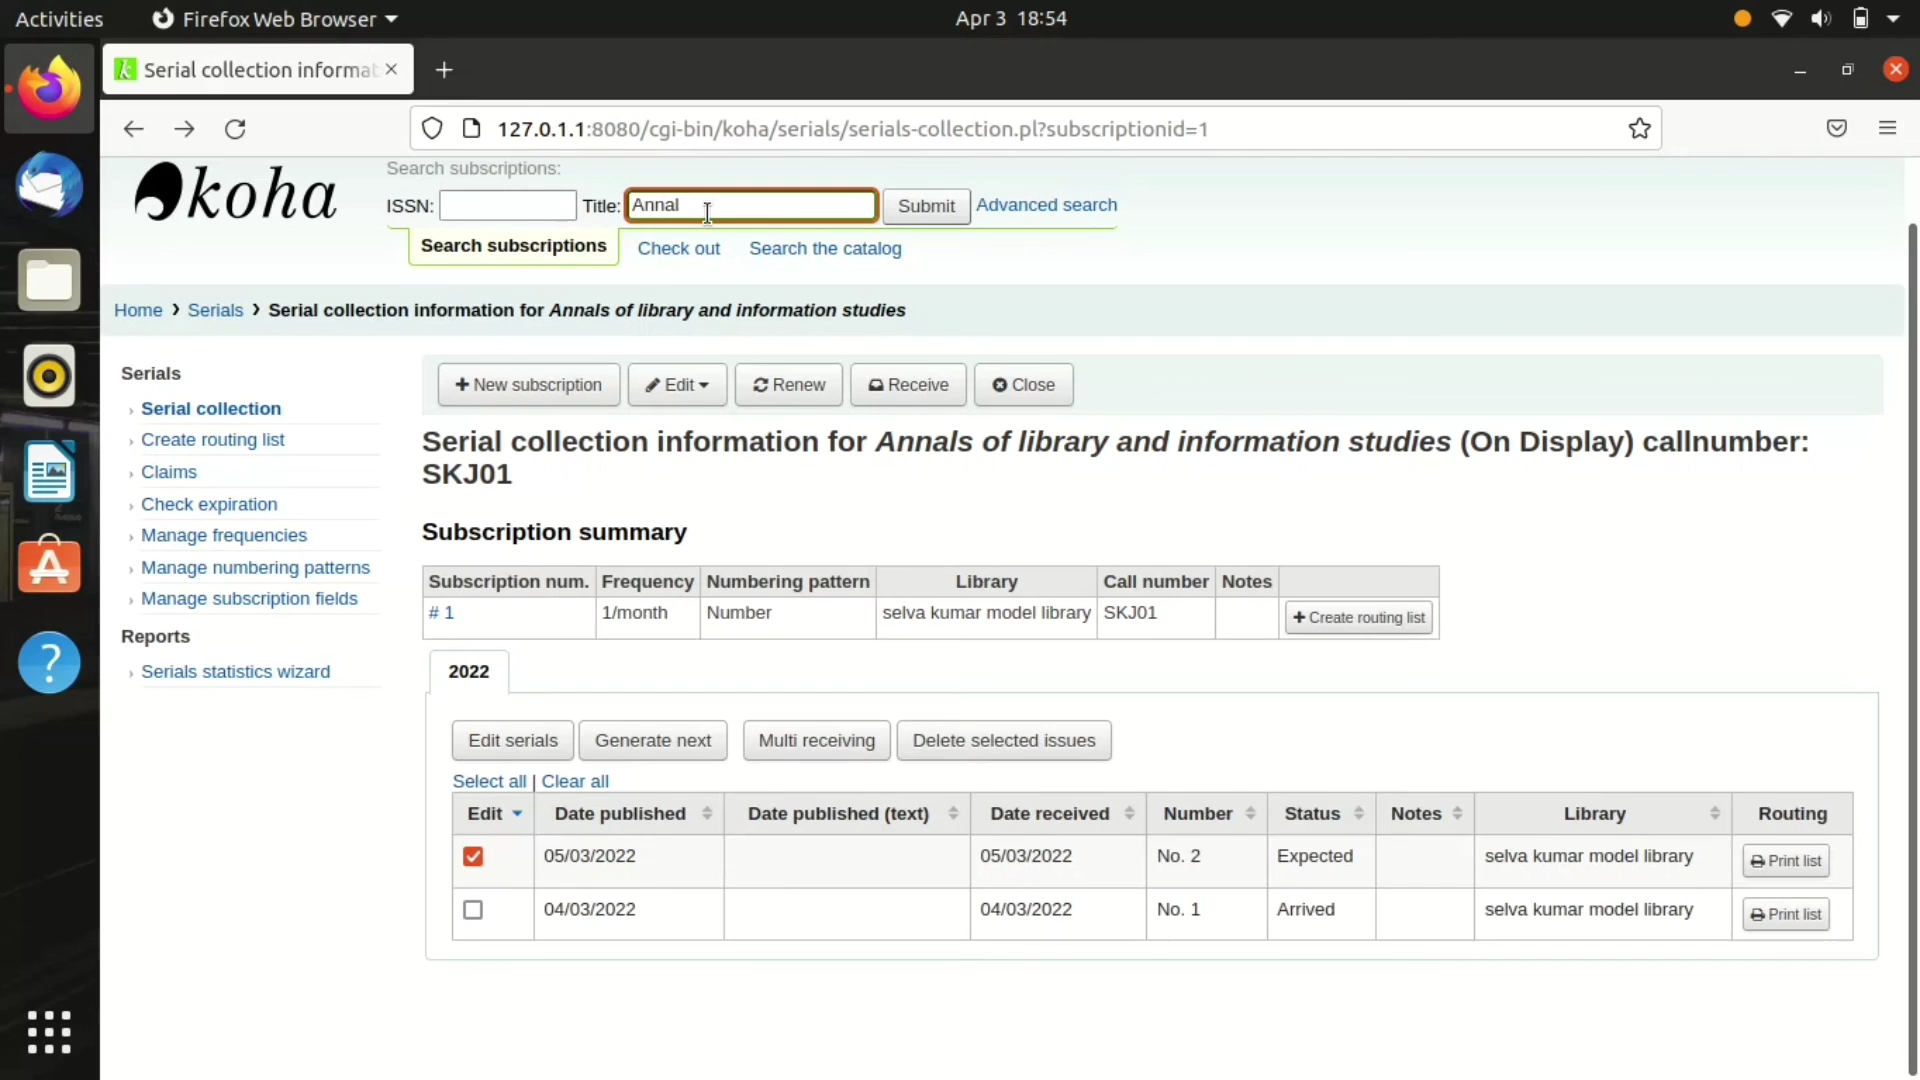 Activities Firefox Web Browser Apr 3 18:54
Serial collection informat
127.0.1.1:8080/cgi-bin/koha/serials/serials-collection.pl?subscriptionid=1
koha
Search subscriptions:
ISSN: Title: Annal Submit Advanced search
Search subscriptions Check out Search the catalog
Home › Serials › Serial collection information for Annals of library and information studies
Serials
Serial collection
Create routing list
Claims
Check expiration
Manage frequencies
Manage numbering patterns
Manage subscription fields
Reports
Serials statistics wizard
New subscription Edit Renew Receive Close
Serial collection information for Annals of library and information studies (On Display) callnumber:
SKJ01
Subscription summary
Subscription num. Frequency Numbering pattern Library Call number Notes
# 1 1/month Number selva kumar model library SKJ01 Create routing list
2022
Edit serials Generate next Multi receiving Delete selected issues
Select all | Clear all
Edit Date published Date published (text) Date received Number Status Notes Library Routing
05/03/2022 05/03/2022 No. 2 Expected selva kumar model library Print list
04/03/2022 04/03/2022 No. 1 Arrived selva kumar model library Print list